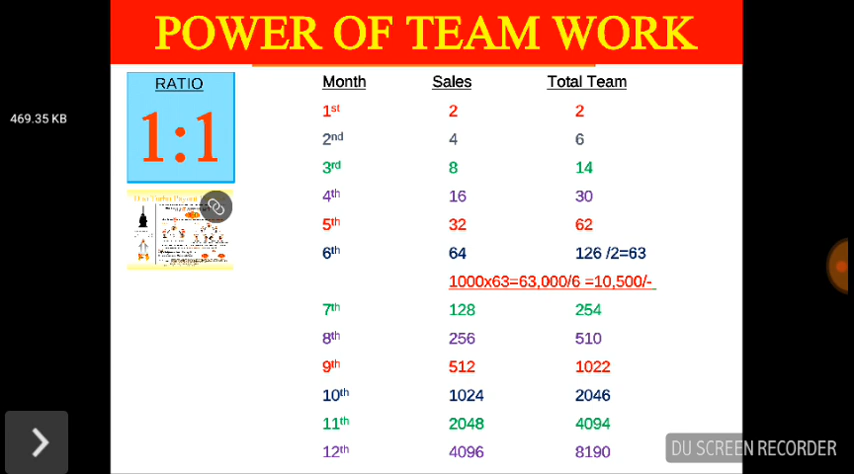 POWER OF TEAM WORK
RATIO
1:1
469.35 KB
Month Sales Total Team
1st 2 2
2nd 4 6
3rd 8 14
4th 16 30
5th 32 62
6th 64 126 /2=63
1000x63=63,000/6 =10,500/-
7th 128 254
8th 256 510
9th 512 1022
10th 1024 2046
11th 2048 4094
12th 4096 8190
DU SCREEN RECORDER